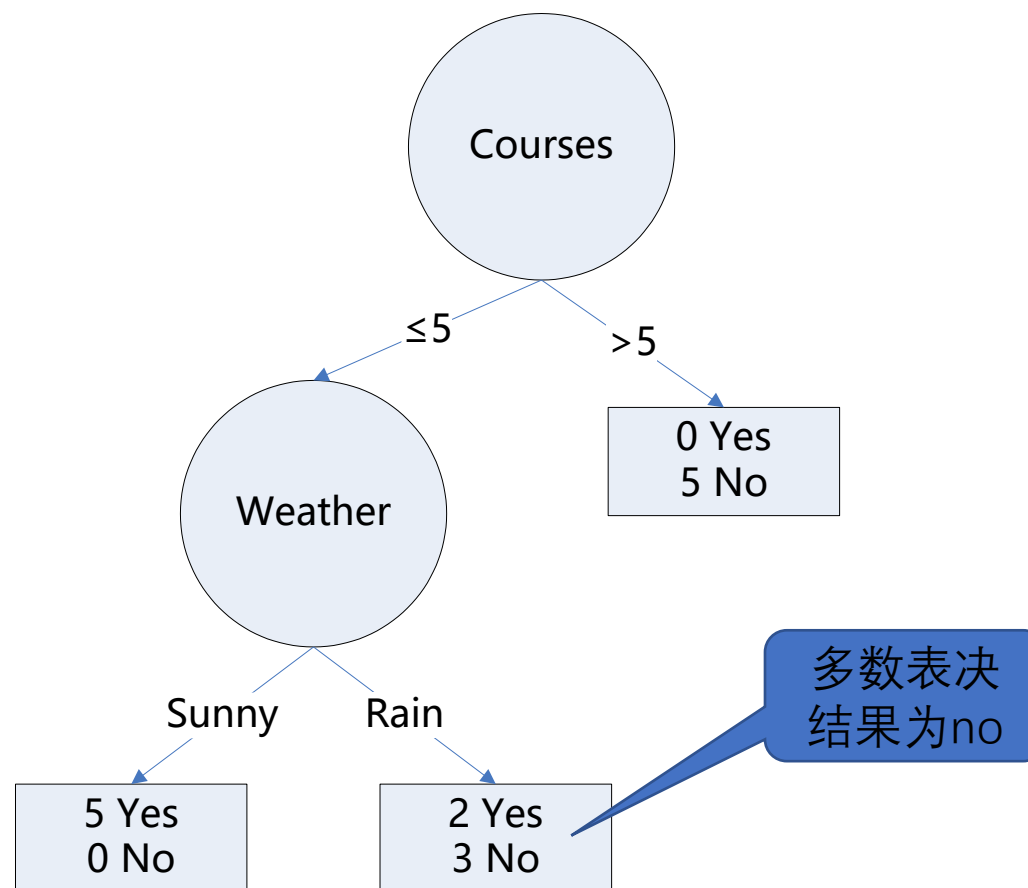 Courses
≤5
>5
0 Yes
5 No
Weather
多数表决
结果为no
Sunny
Rain
5 Yes
0 No
2 Yes
3 No